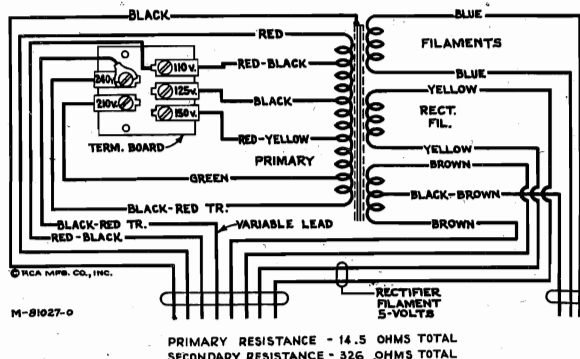 BLACK
BLUE
RED
FILAMENTS
RED-BLACK
110 v.
240v.
BLUE
125v.
BLACK
YELLOW
210v.
RECT.
FIL.
150v.
RED-YELLOW
TERM. BOARD
PRIMARY
YELLOW
BROWN
GREEN
BLACK-BROWN
BLACK-RED TR.
BLACK-RED TR.
VARIABLE LEAD
BROWN
RED-BLACK
© RCA MFG. CO., INC.
RECTIFIER
FILAMENT
5-VOLTS
M-81027-0
PRIMARY RESISTANCE - 14.5 OHMS TOTAL
SECONDARY RESISTANCE - 326 OHMS TOTAL